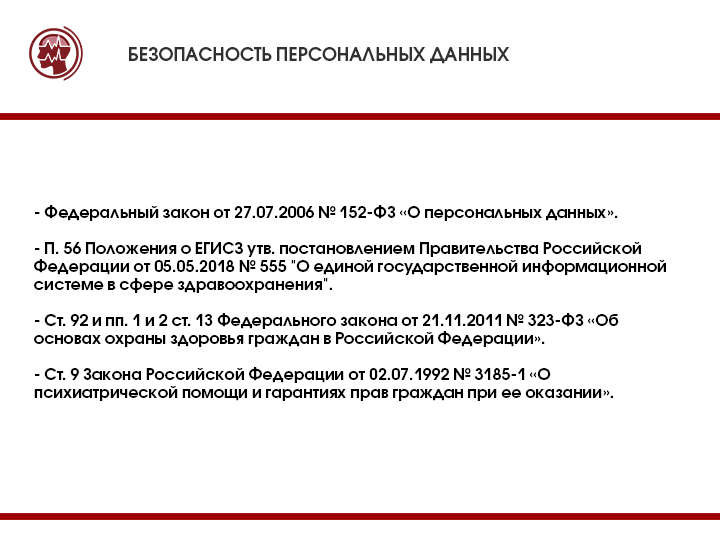 БЕЗОПАСНОСТЬ ПЕРСОНАЛЬНЫХ ДАННЫХ
- Федеральный закон от 27.07.2006 № 152-ФЗ «О персональных данных».
- П. 56 Положения о ЕГИСЗ утв. постановлением Правительства Российской
Федерации от 05.05.2018 № 555 "О единой государственной информационной
системе в сфере здравоохранения".
- Ст. 92 и пп. 1 и 2 ст. 13 Федерального закона от 21.11.2011 № 323-ФЗ «Об
основах охраны здоровья граждан в Российской Федерации».
- Ст. 9 Закона Российской Федерации от 02.07.1992 № 3185-1 «О
психиатрической помощи и гарантиях прав граждан при ее оказании».